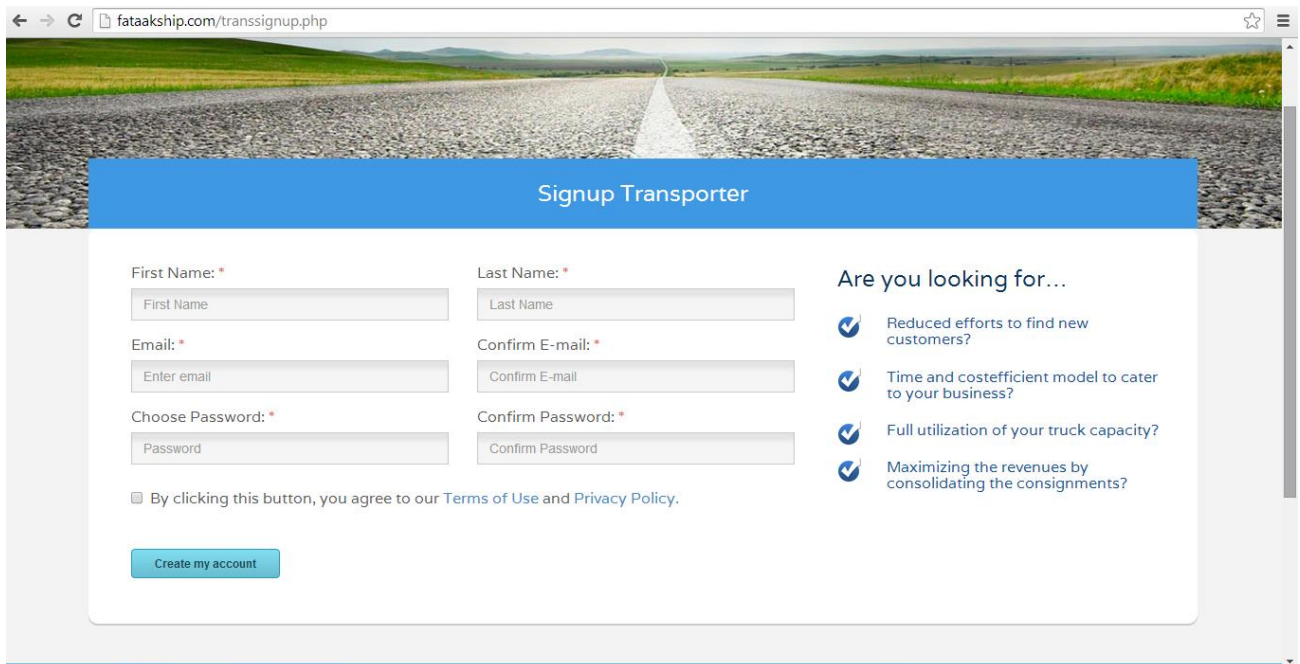 fataakship.com/transsignup.php
Signup Transporter
First Name: *
Last Name: *
First Name
Last Name
Email: *
Confirm E-mail: *
Enter email
Confirm E-mail
Choose Password: *
Confirm Password: *
Password
Confirm Password
By clicking this button, you agree to our Terms of Use and Privacy Policy.
Create my account
Are you looking for...
Reduced efforts to find new
customers?
Time and costefficient model to cater
to your business?
Full utilization of your truck capacity?
Maximizing the revenues by
consolidating the consignments?